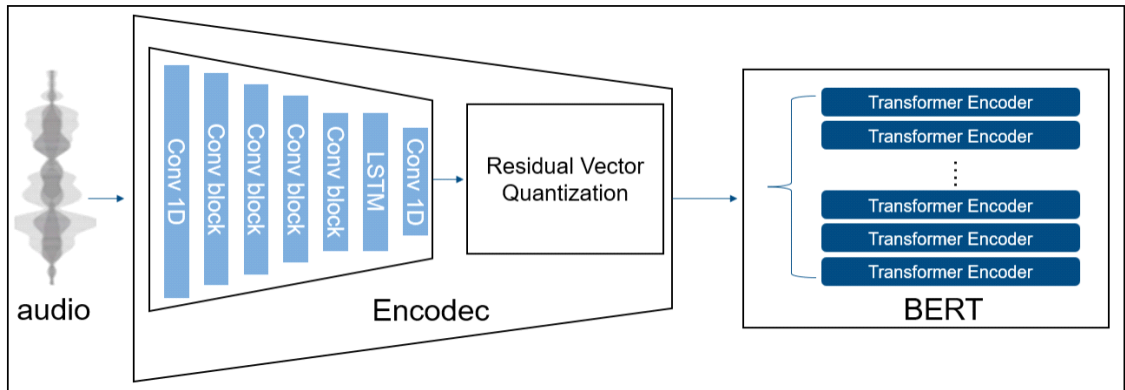 audio
Conv 1D
Conv block
Conv block
Conv block
Conv block
LSTM
Conv 1D
Residual Vector
Quantization
Encodec
Transformer Encoder
Transformer Encoder
Transformer Encoder
Transformer Encoder
Transformer Encoder
BERT